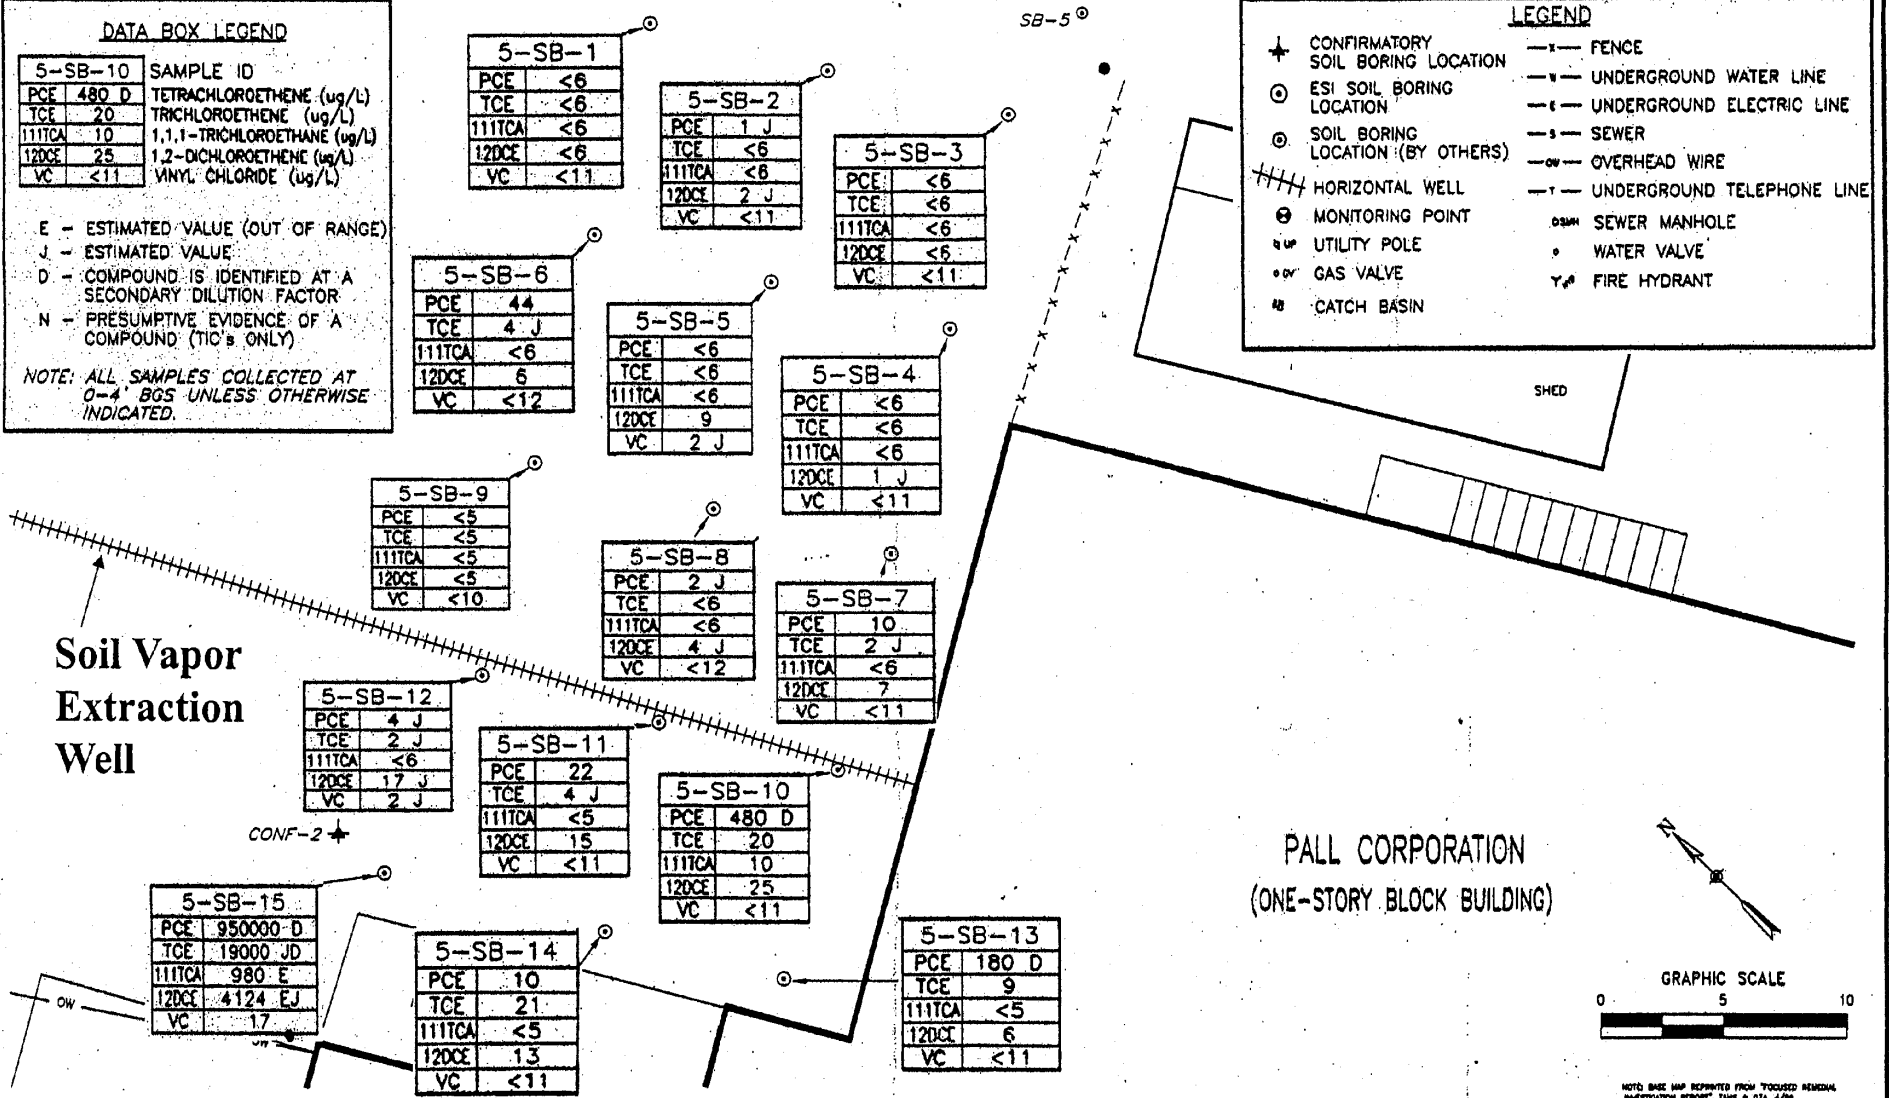 DATA BOX LEGEND
5-SB-10 SAMPLE ID
PCE 480 D TETRACHLOROETHENE (ug/L)
TCE 20 TRICHLOROETHENE (ug/L)
111TCA 10 1,1,1-TRICHLOROETHANE (ug/L)
12DCE 25 1,2-DICHLOROETHENE (ug/L)
VC <11 VINYL CHLORIDE (ug/L)
E - ESTIMATED VALUE (OUT OF RANGE)
J - ESTIMATED VALUE
D - COMPOUND IS IDENTIFIED AT A
SECONDARY DILUTION FACTOR
N - PRESUMPTIVE EVIDENCE OF A
COMPOUND (TIC's ONLY)
NOTE: ALL SAMPLES COLLECTED AT
0-4' BGS UNLESS OTHERWISE
INDICATED.
5-SB-1
PCE <6
TCE <6
111TCA <6
12DCE <6
VC <11
5-SB-2
PCE 1 J
TCE <6
111TCA <6
12DCE 2 J
VC <11
5-SB-3
PCE <6
TCE <6
111TCA <6
12DCE <6
VC <11
SB-5
LEGEND
CONFIRMATORY
SOIL BORING LOCATION
ESI SOIL BORING
LOCATION
SOIL BORING
LOCATION (BY OTHERS)
HORIZONTAL WELL
MONITORING POINT
UP UTILITY POLE
GV GAS VALVE
CATCH BASIN
x FENCE
W UNDERGROUND WATER LINE
E UNDERGROUND ELECTRIC LINE
S SEWER
OW OVERHEAD WIRE
T UNDERGROUND TELEPHONE LINE
SMH SEWER MANHOLE
WATER VALVE
FIRE HYDRANT
5-SB-6
PCE 44
TCE 4 J
111TCA <6
12DCE 6
VC <12
5-SB-5
PCE <6
TCE <6
111TCA <6
12DCE 9
VC 2 J
5-SB-4
PCE <6
TCE <6
111TCA <6
12DCE 1 J
VC <11
SHED
5-SB-9
PCE <5
TCE <5
111TCA <5
12DCE <5
VC <10
5-SB-8
PCE 2 J
TCE <6
111TCA <6
12DCE 4 J
VC <12
5-SB-7
PCE 10
TCE 2 J
111TCA <6
12DCE 7
VC <11
Soil Vapor
Extraction
Well
5-SB-12
PCE 4 J
TCE 2 J
111TCA <6
12DCE 17 J
VC 2 J
5-SB-11
PCE 22
TCE 4 J
111TCA <5
12DCE 15
VC <11
5-SB-10
PCE 480 D
TCE 20
111TCA 10
12DCE 25
VC <11
CONF-2
PALL CORPORATION
(ONE-STORY BLOCK BUILDING)
N
5-SB-15
PCE 950000 D
TCE 19000 JD
111TCA 980 E
12DCE 4124 EJ
VC 17
OW
OW
5-SB-14
PCE 10
TCE 21
111TCA <5
12DCE 13
VC <11
5-SB-13
PCE 180 D
TCE 9
111TCA <5
12DCE 6
VC <11
GRAPHIC SCALE
0 5 10
NOTE: BASE MAP REPRINTED FROM "FOCUSED REMEDIAL